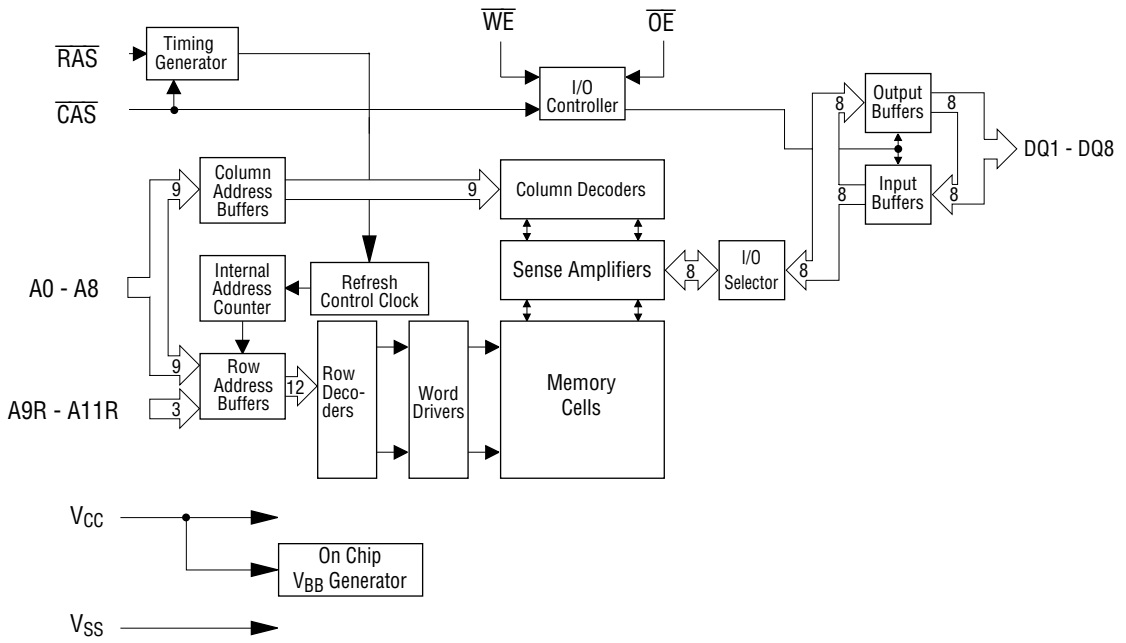 RAS
Timing
Generator
CAS
WE
OE
I/O
Controller
8
Output
Buffers
8
DQ1 - DQ8
8
Input
Buffers
8
9
Column
Address
Buffers
9
Column Decoders
A0 - A8
Internal
Address
Counter
Refresh
Control Clock
Sense Amplifiers
8
I/O
Selector
8
9
Row
Address
Buffers
12
Row
Deco-
ders
Word
Drivers
Memory
Cells
A9R - A11R
3
VCC
On Chip
VBB Generator
VSS